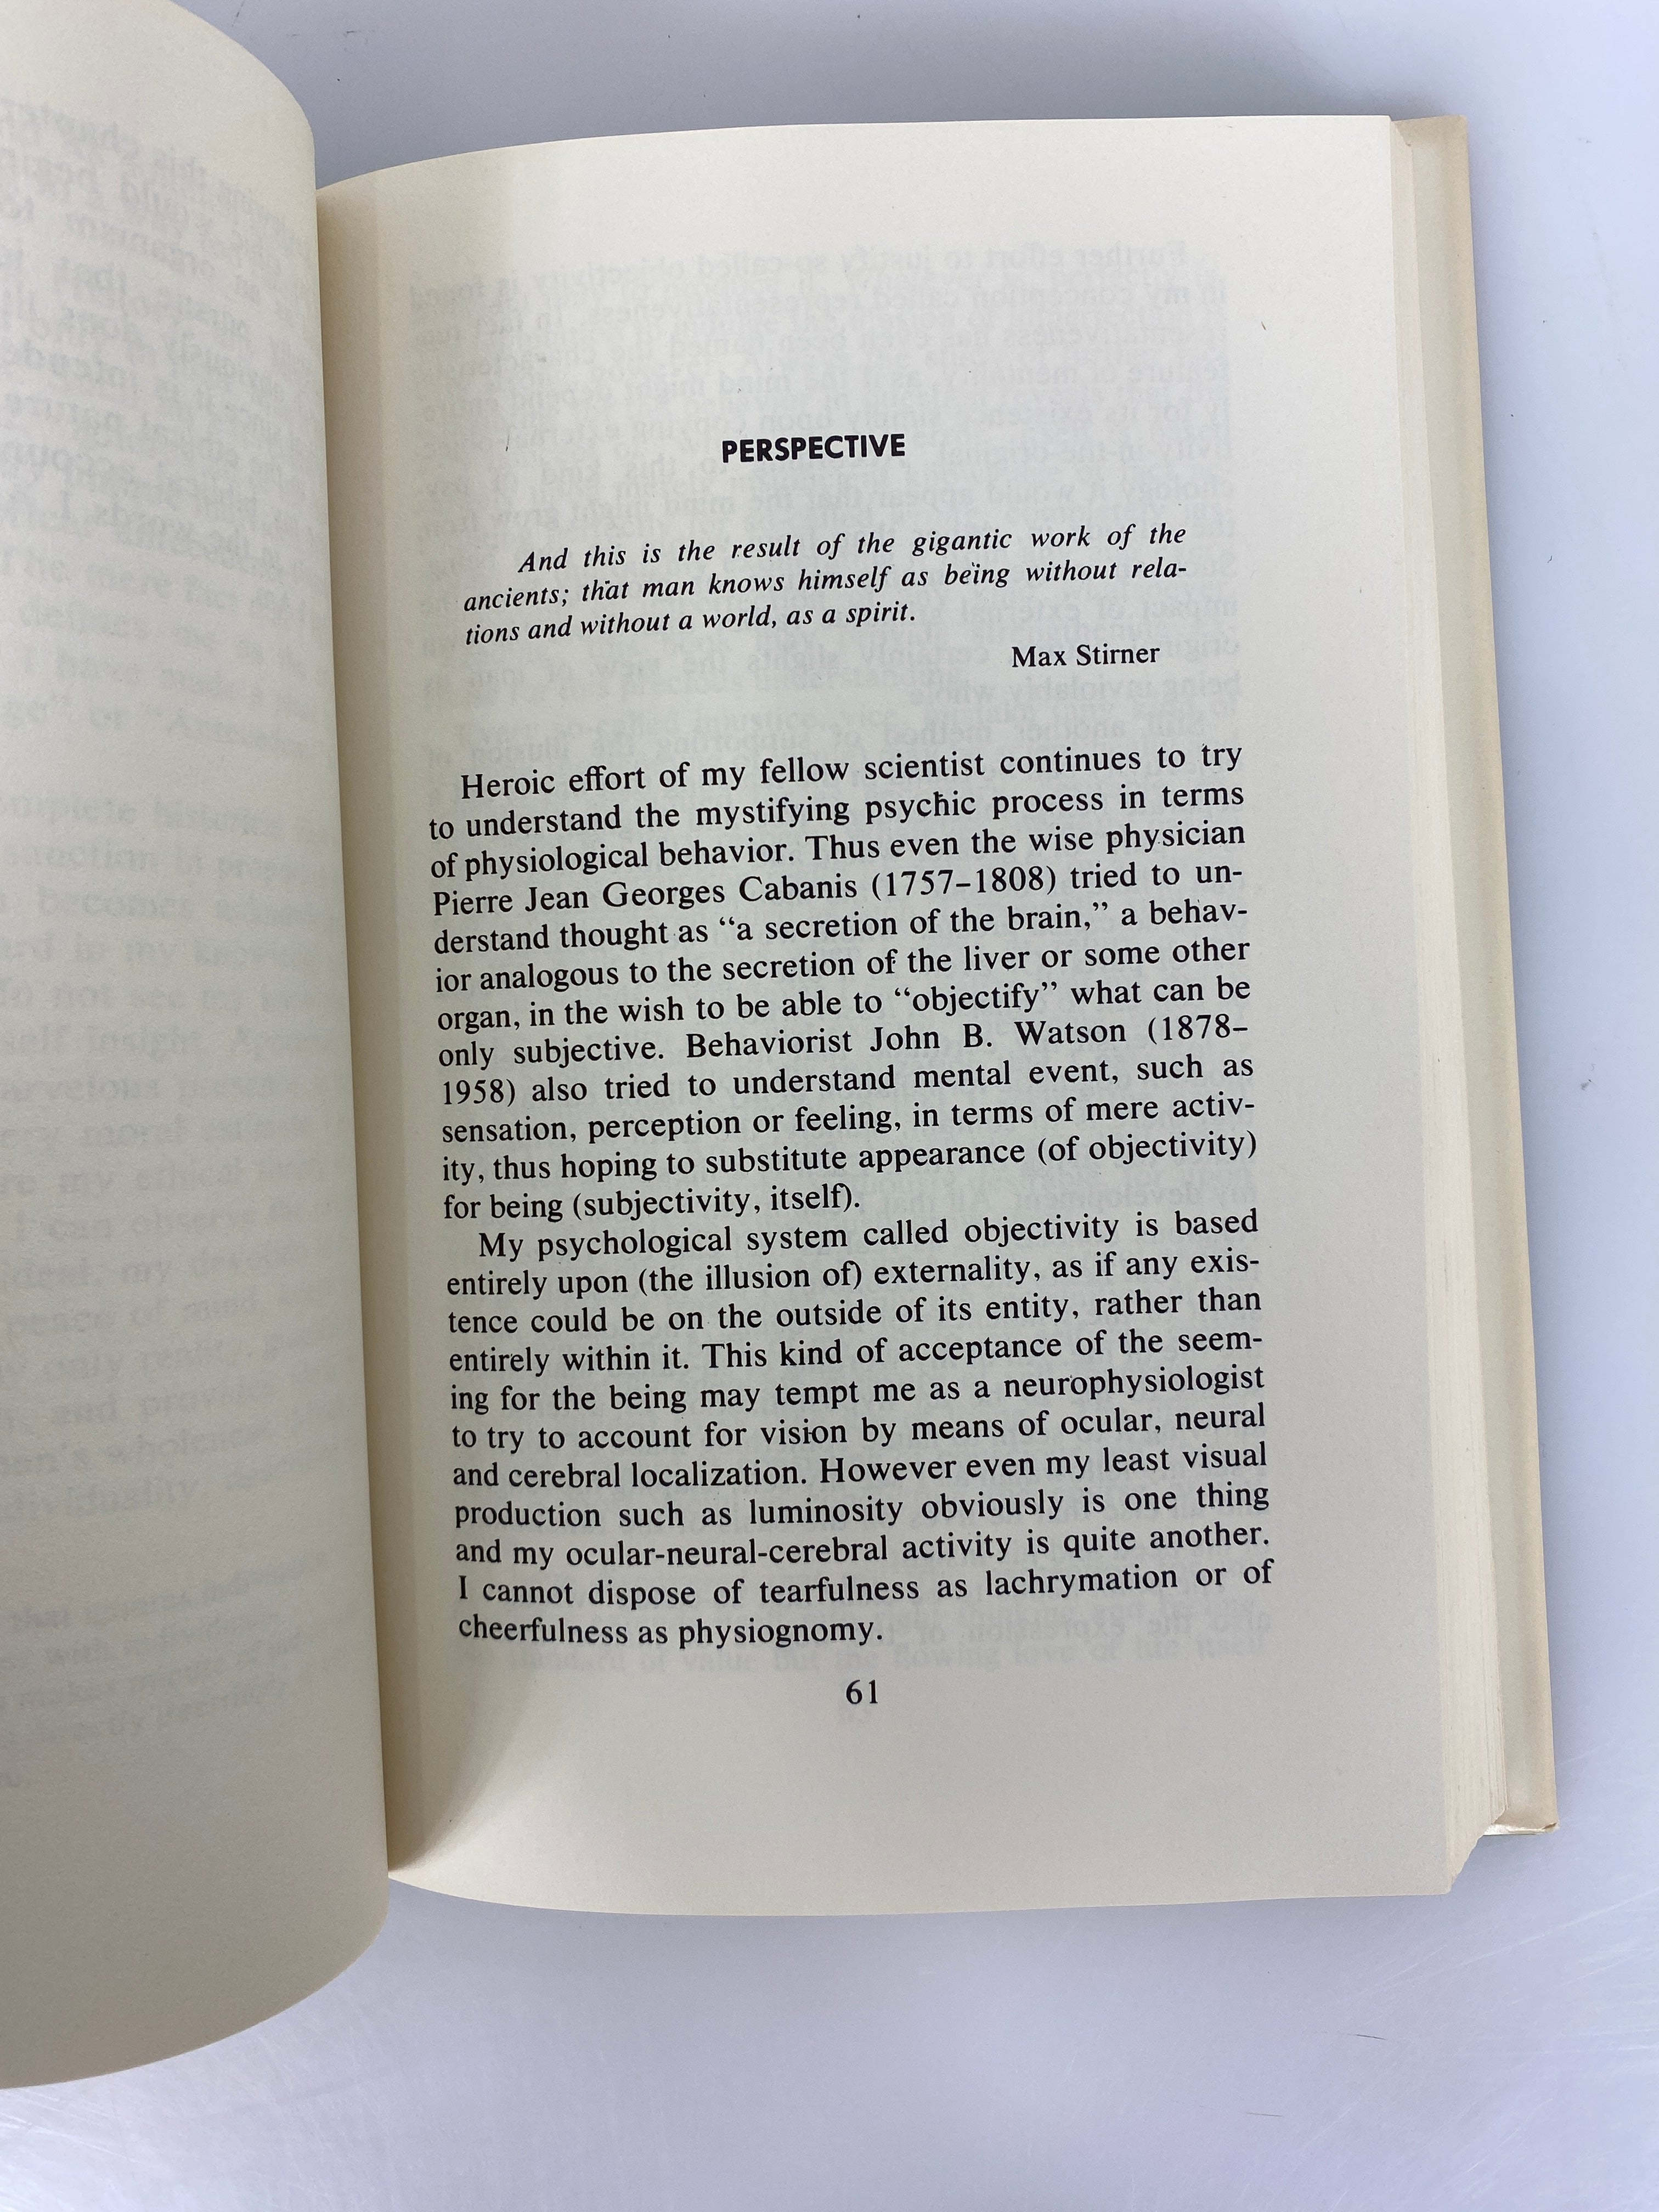 PERSPECTIVE
And this is the result of the gigantic work of the
ancients; that man knows himself as being without rela-
tions and without a world, as a spirit.
Max Stirner
Heroic effort of my fellow scientist continues to try
to understand the mystifying psychic process in terms
of physiological behavior. Thus even the wise physician
Pierre Jean Georges Cabanis (1757–1808) tried to un-
derstand thought as “a secretion of the brain,” a behav-
ior analogous to the secretion of the liver or some other
organ, in the wish to be able to “objectify” what can be
only subjective. Behaviorist John B. Watson (1878–
1958) also tried to understand mental event, such as
sensation, perception or feeling, in terms of mere activ-
ity, thus hoping to substitute appearance (of objectivity)
for being (subjectivity, itself).
My psychological system called objectivity is based
entirely upon (the illusion of) externality, as if any exis-
tence could be on the outside of its entity, rather than
entirely within it. This kind of acceptance of the seem-
ing for the being may tempt me as a neurophysiologist
to try to account for vision by means of ocular, neural
and cerebral localization. However even my least visual
production such as luminosity obviously is one thing
and my ocular-neural-cerebral activity is quite another.
I cannot dispose of tearfulness as lachrymation or of
cheerfulness as physiognomy.
61